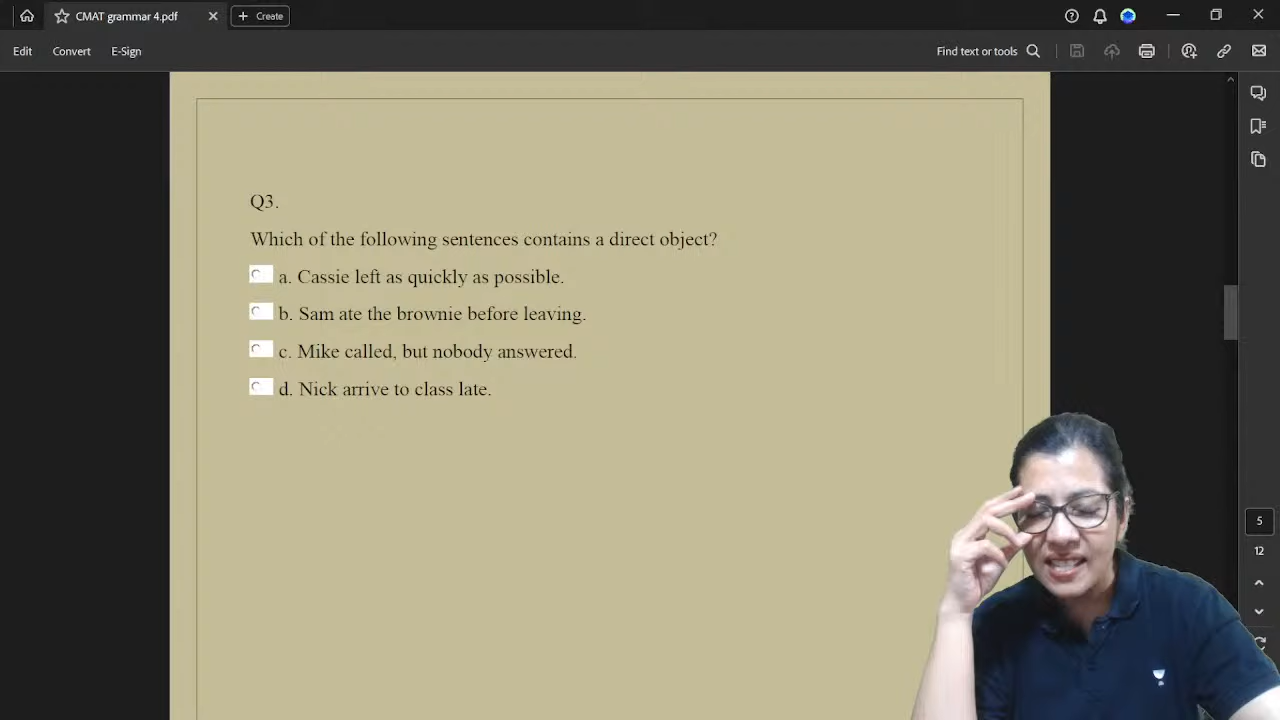 CMAT grammar 4.pdf
Create
Edit Convert E-Sign
Find text or tools
Q3.
Which of the following sentences contains a direct object?
a. Cassie left as quickly as possible.
b. Sam ate the brownie before leaving.
c. Mike called, but nobody answered.
d. Nick arrive to class late.
5
12